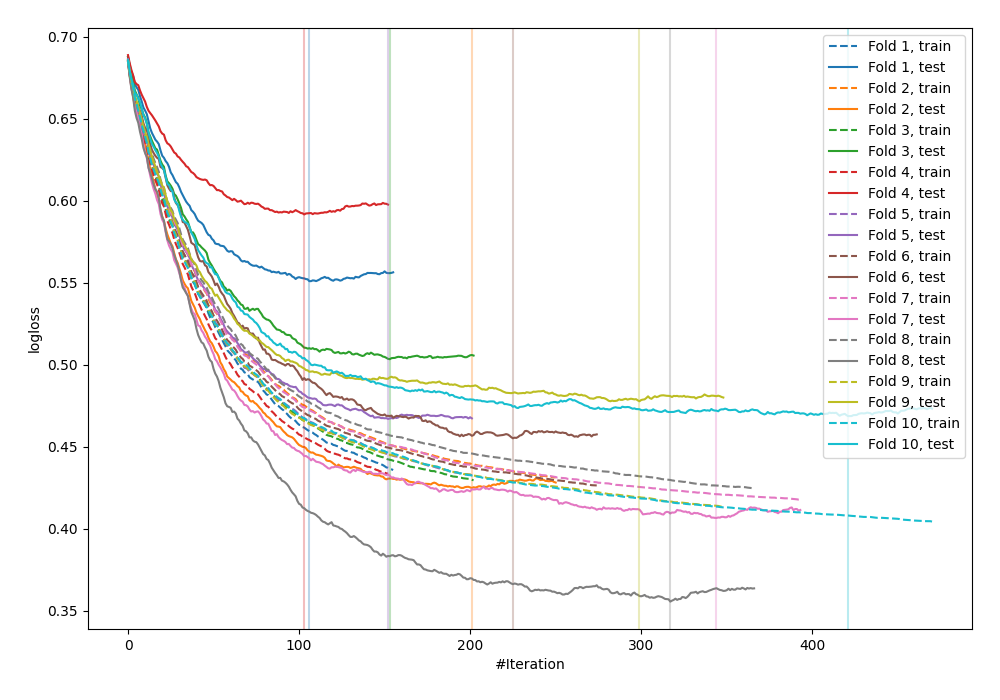 0.70
0.65
0.60
0.55
0.50
0.45
0.40
0.35
logloss
0
100
200
300
400
#Iteration
Fold 1, train
Fold 1, test
Fold 2, train
Fold 2, test
Fold 3, train
Fold 3, test
Fold 4, train
Fold 4, test
Fold 5, train
Fold 5, test
Fold 6, train
Fold 6, test
Fold 7, train
Fold 7, test
Fold 8, train
Fold 8, test
Fold 9, train
Fold 9, test
Fold 10, train
Fold 10, test